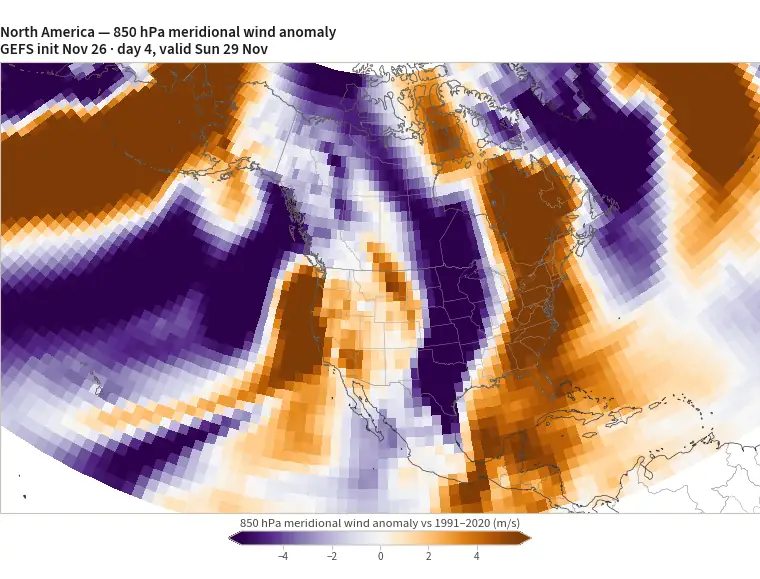 North America — 850 hPa meridional wind anomaly
GEFS init Nov 26 · day 4, valid Sun 29 Nov
850 hPa meridional wind anomaly vs 1991–2020 (m/s)
−4 −2 0 2 4